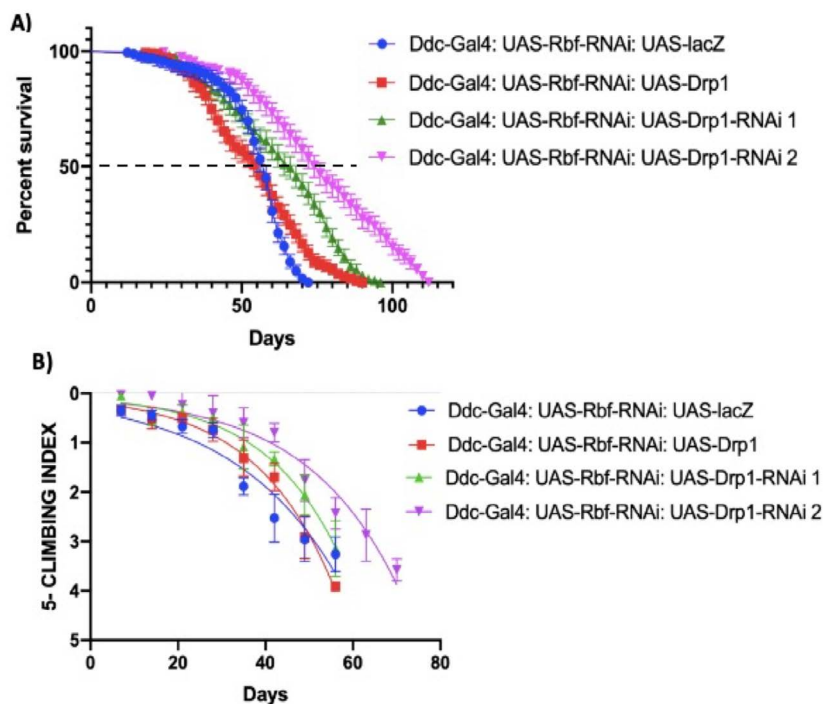 A)
Percent survival
100
50
0
0 50 100
Days
Ddc-Gal4: UAS-Rbf-RNAi: UAS-lacZ
Ddc-Gal4: UAS-Rbf-RNAi: UAS-Drp1
Ddc-Gal4: UAS-Rbf-RNAi: UAS-Drp1-RNAi 1
Ddc-Gal4: UAS-Rbf-RNAi: UAS-Drp1-RNAi 2
B)
5- CLIMBING INDEX
0
1
2
3
4
5
0 20 40 60 80
Days
Ddc-Gal4: UAS-Rbf-RNAi: UAS-lacZ
Ddc-Gal4: UAS-Rbf-RNAi: UAS-Drp1
Ddc-Gal4: UAS-Rbf-RNAi: UAS-Drp1-RNAi 1
Ddc-Gal4: UAS-Rbf-RNAi: UAS-Drp1-RNAi 2